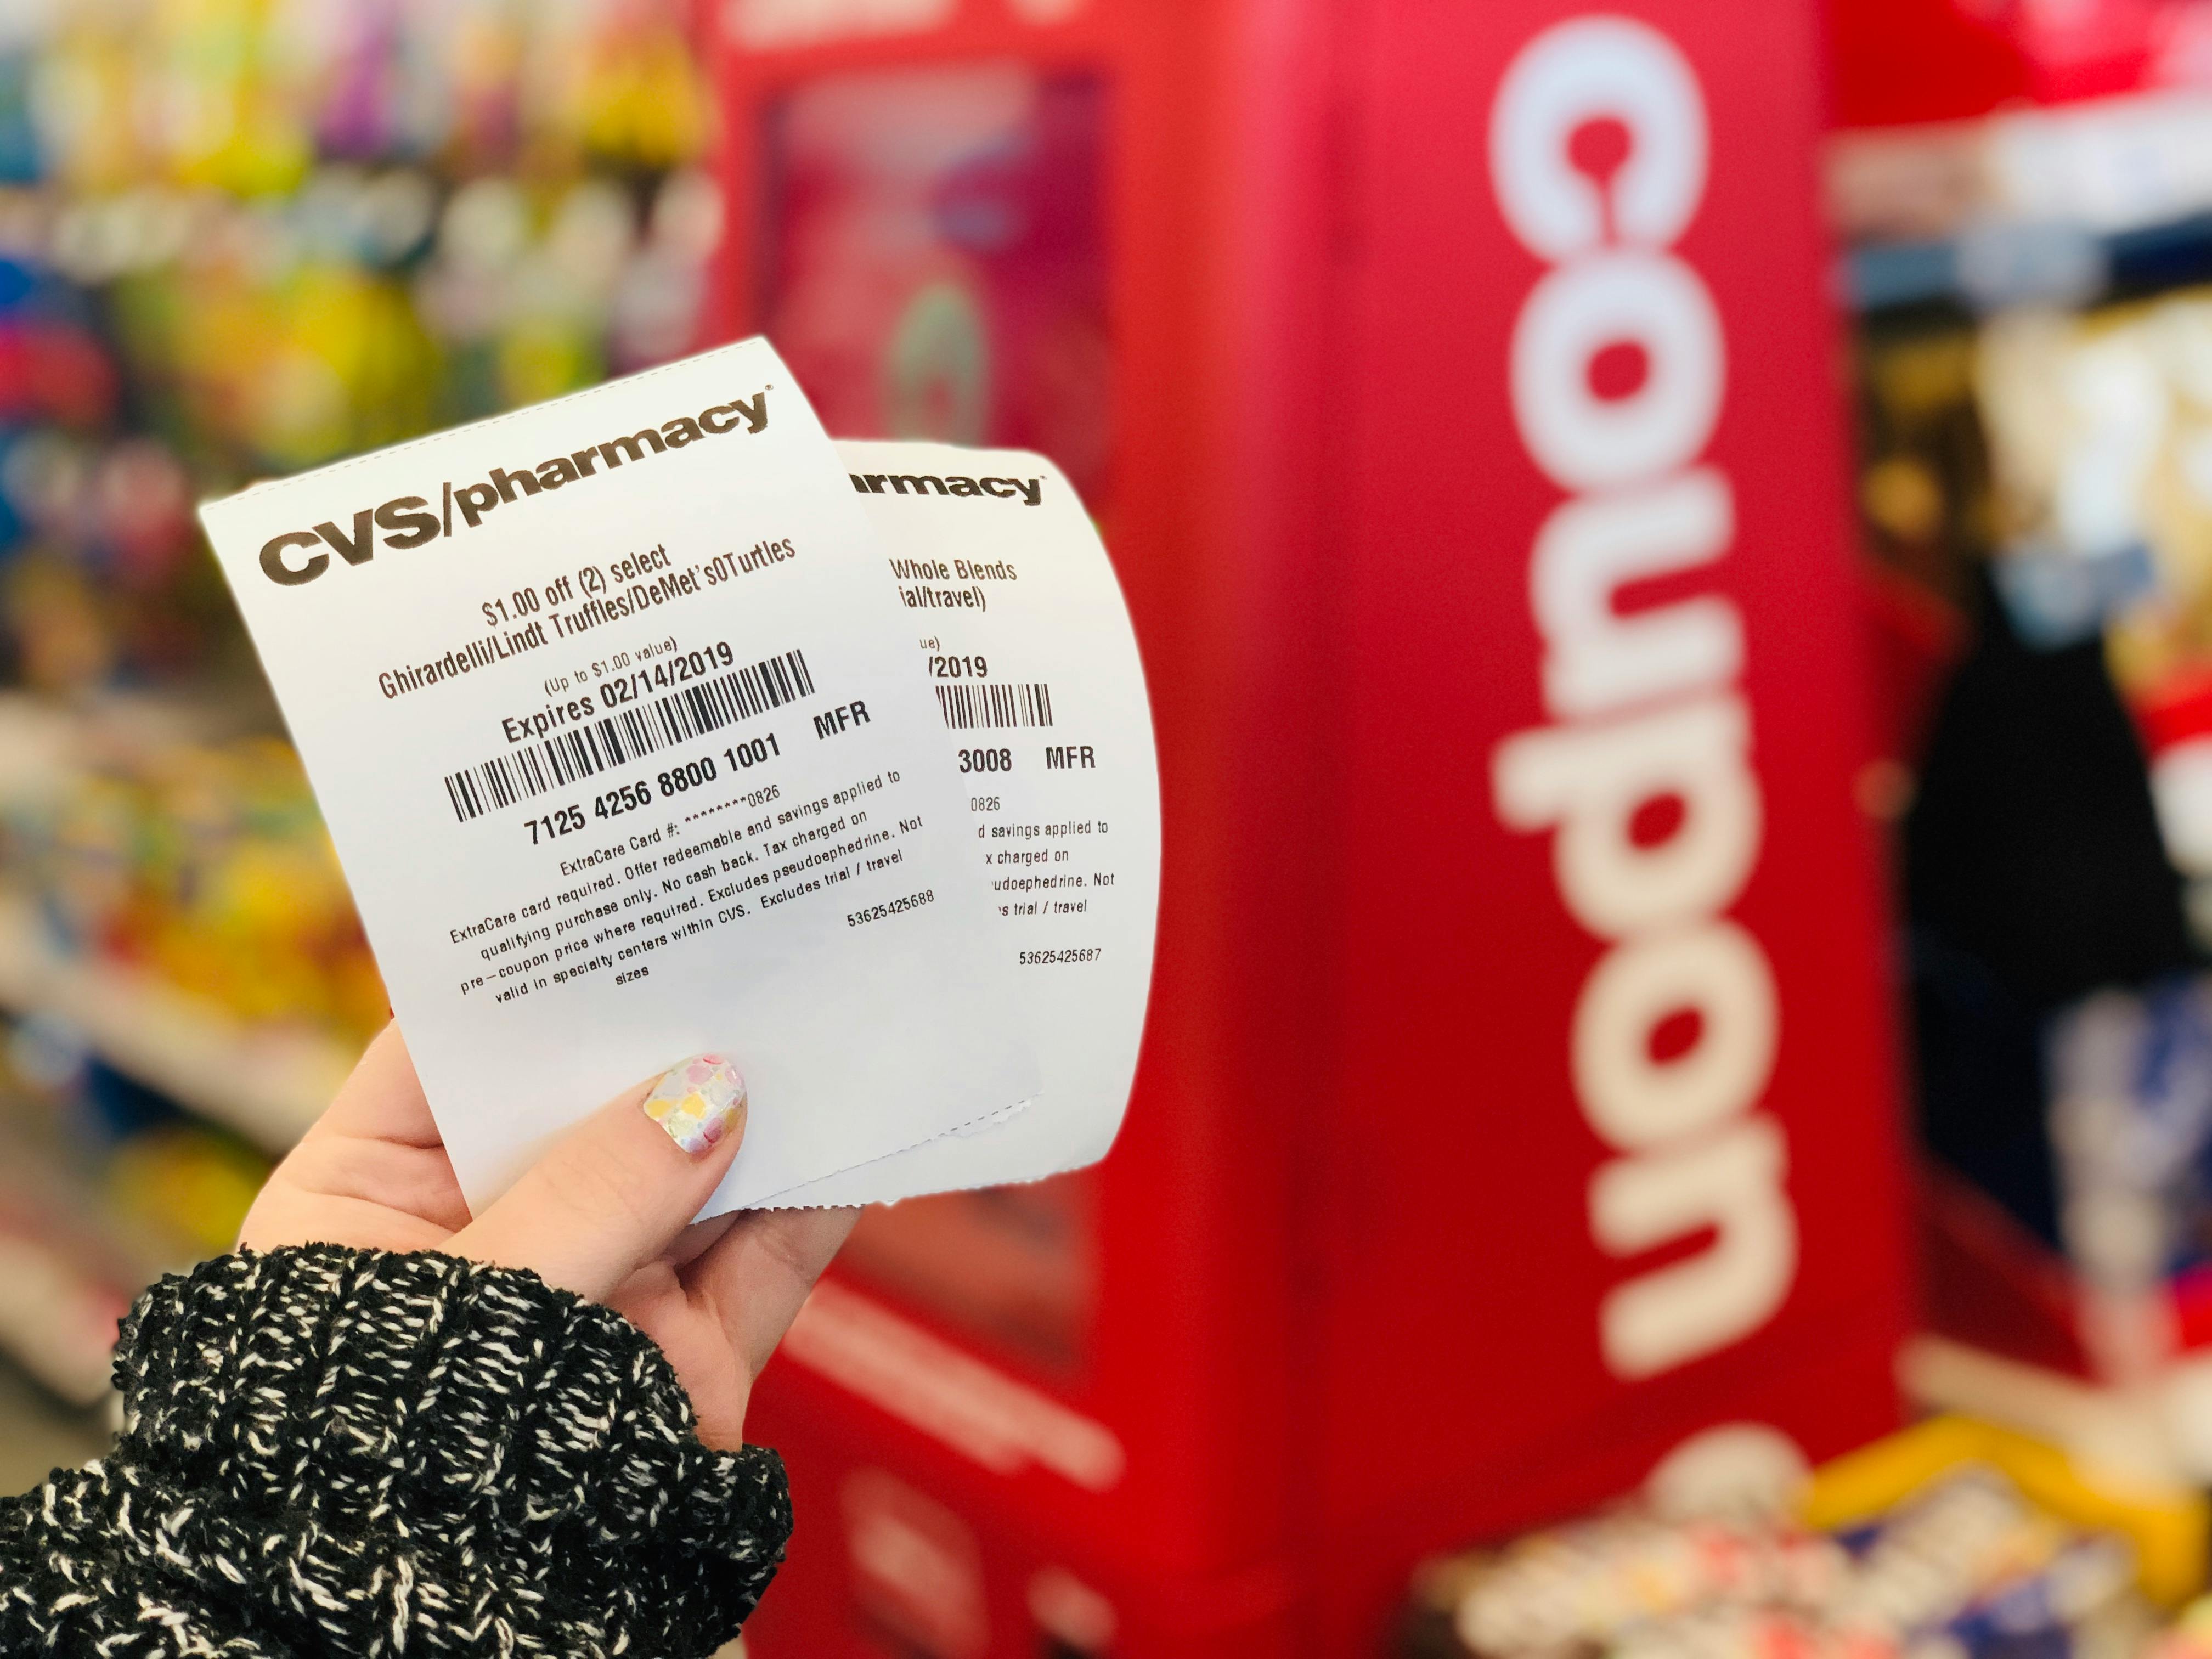 CVS/pharmacy®
$1.00 off (2) select
Ghirardelli/Lindt Truffles/DeMet's0Turtles
(Up to $1.00 value)
Expires 02/14/2019
7125 4256 8800 1001 MFR
ExtraCare Card #: ********0826
ExtraCare card required. Offer redeemable and savings applied to
qualifying purchase only. No cash back. Tax charged on
pre-coupon price where required. Excludes pseudoephedrine. Not
valid in specialty centers within CVS. Excludes trial / travel
sizes
53625425688
armacy®
Whole Blends
ial/travel)
ue)
/2019
3008 MFR
0826
d savings applied to
x charged on
udoephedrine. Not
s trial / travel
53625425687
coupon